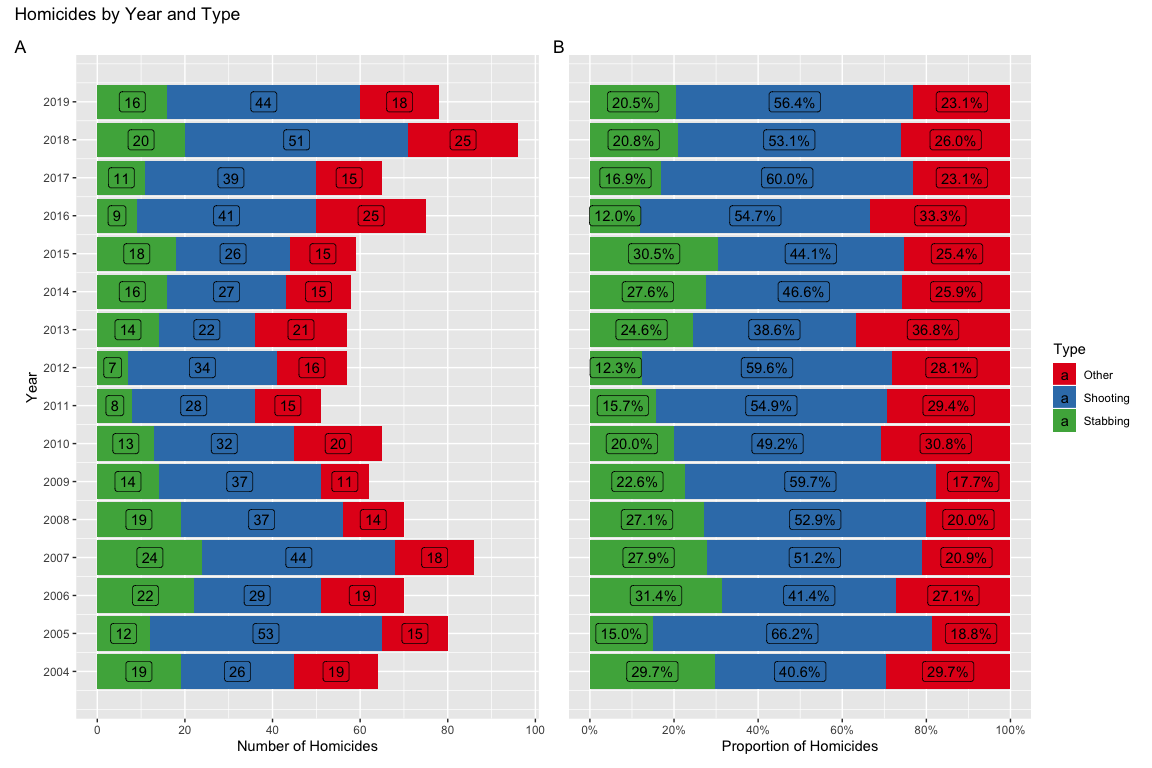 Homicides by Year and Type
A
B
2019
16 44 18
20.5% 56.4% 23.1%
2018
20 51 25
20.8% 53.1% 26.0%
2017
11 39 15
16.9% 60.0% 23.1%
2016
9 41 25
12.0% 54.7% 33.3%
2015
18 26 15
30.5% 44.1% 25.4%
2014
16 27 15
27.6% 46.6% 25.9%
2013
14 22 21
24.6% 38.6% 36.8%
2012
7 34 16
12.3% 59.6% 28.1%
2011
8 28 15
15.7% 54.9% 29.4%
2010
13 32 20
20.0% 49.2% 30.8%
2009
14 37 11
22.6% 59.7% 17.7%
2008
19 37 14
27.1% 52.9% 20.0%
2007
24 44 18
27.9% 51.2% 20.9%
2006
22 29 19
31.4% 41.4% 27.1%
2005
12 53 15
15.0% 66.2% 18.8%
2004
19 26 19
29.7% 40.6% 29.7%
Year
0 20 40 60 80 100
Number of Homicides
0% 20% 40% 60% 80% 100%
Proportion of Homicides
Type
a Other
a Shooting
a Stabbing